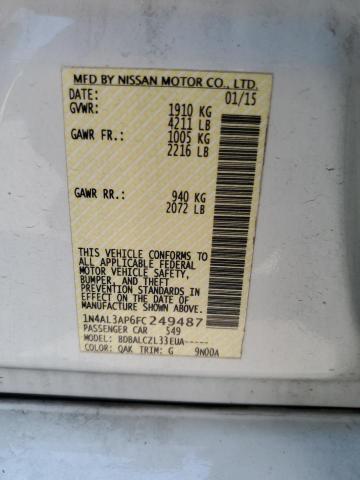 MFD BY NISSAN MOTOR CO., LTD.
DATE: 01/15
GVWR: 1910 KG
4211 LB
GAWR FR.: 1005 KG
2216 LB
GAWR RR.: 940 KG
2072 LB
THIS VEHICLE CONFORMS TO
ALL APPLICABLE FEDERAL
MOTOR VEHICLE SAFETY,
BUMPER, AND THEFT
PREVENTION STANDARDS IN
EFFECT ON THE DATE OF
MANUFACTURE SHOWN ABOVE.
1N4AL3AP6FC249487
PASSENGER CAR S49
MODEL: BDBALCZL33EUA-----
COLOR: QAK TRIM: G 9N00A